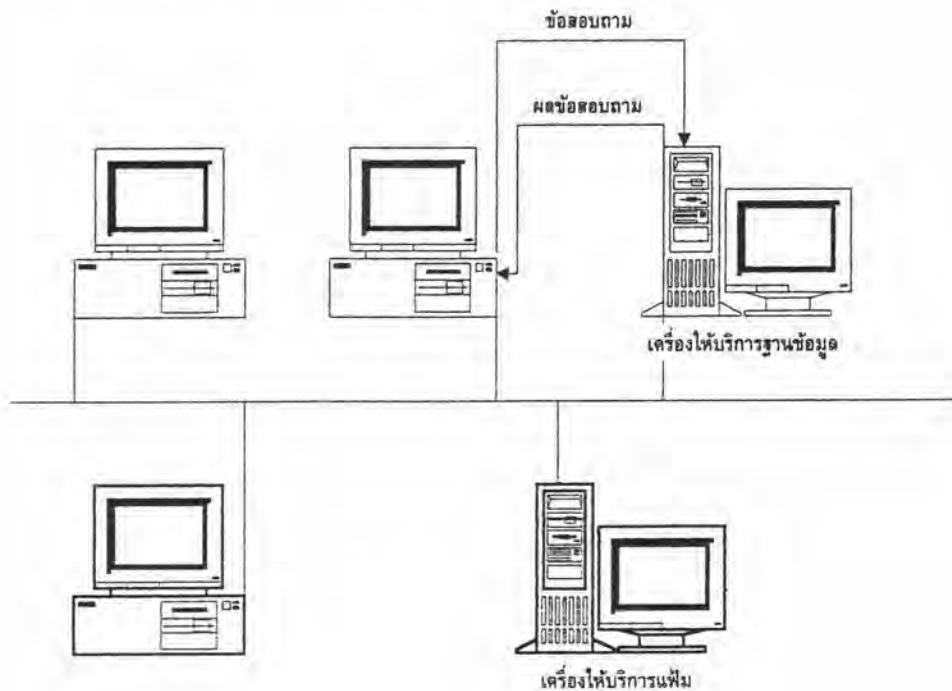 ข้อสอบถาม
ผลข้อสอบถาม
เครื่องให้บริการฐานข้อมูล
เครื่องให้บริการแฟ้ม